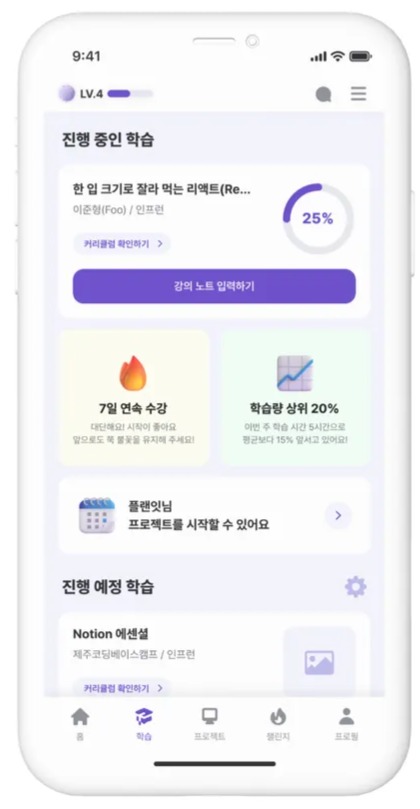 9:41
LV.4
진행 중인 학습
한 입 크기로 잘라 먹는 리액트(Re...
이준형(Foo) / 인프런
25%
커리큘럼 확인하기 >
강의 노트 입력하기
7일 연속 수강
대단해요! 시작이 좋아요
앞으로도 쭉 불꽃을 유지해 주세요!
학습량 상위 20%
이번 주 학습 시간 5시간으로
평균보다 15% 앞서고 있어요!
플랜잇님
프로젝트를 시작할 수 있어요
진행 예정 학습
Notion 에센셜
제주코딩베이스캠프 / 인프런
커리큘럼 확인하기 >
홈
학습
프로젝트
챌린지
프로필